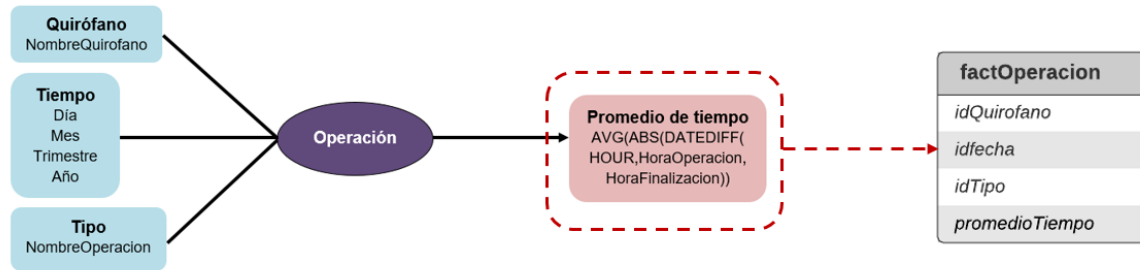 Quirófano
NombreQuirofano
Tiempo
Día
Mes
Trimestre
Año
Tipo
NombreOperacion
Operación
Promedio de tiempo
AVG(ABS(DATEDIFF(
HOUR,HoraOperacion,
HoraFinalizacion))
factOperacion
idQuirofano
idfecha
idTipo
promedioTiempo